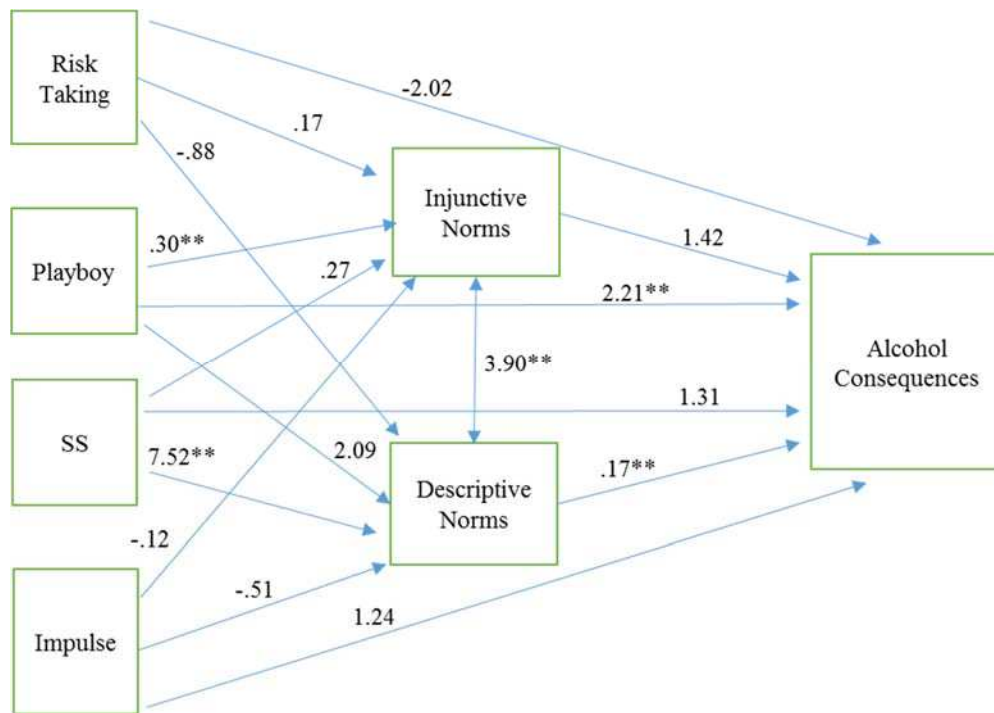 Risk
Taking
-2.02
.17
-.88
Injunctive
Norms
1.42
Playboy
.30**
.27
2.21**
Alcohol
Consequences
3.90**
SS
1.31
7.52**
2.09
Descriptive
Norms
.17**
-.12
-.51
Impulse
1.24